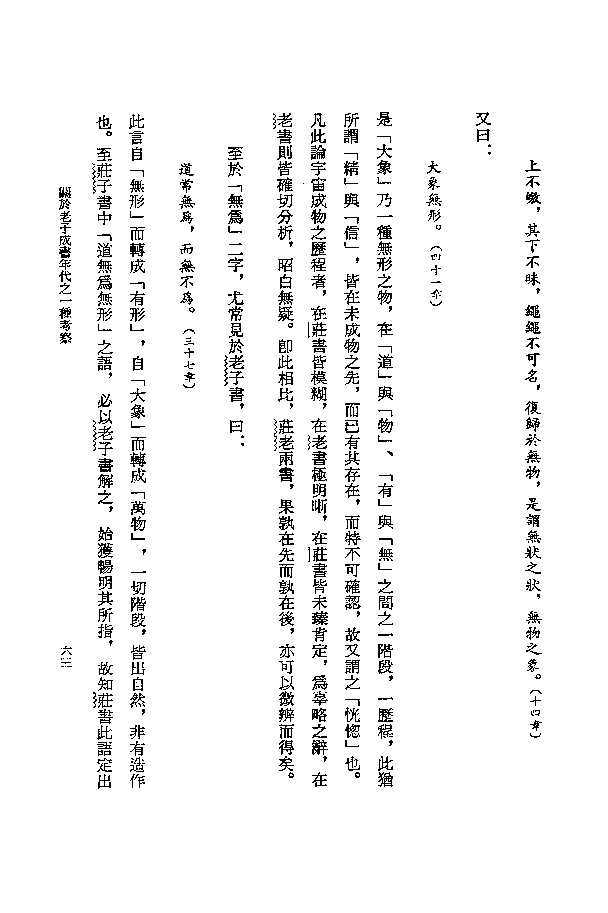 上不皦，其下不昧，繩繩不可名，復歸於無物，是謂無狀之狀，無物之象。（十四章）
又曰：
大象無形。（四十一章）
是「大象」乃一種無形之物，在「道」與「物」、「有」與「無」之間之一階段，一歷程，此猶
所謂「精」與「信」，皆在未成物之先，而已有其存在，而特不可確認，故又謂之「恍惚」也。
凡此論宇宙成物之歷程者，在莊書皆模糊，在老書極明晰，在莊書皆未臻肯定，為宰略之辭，在
老書則皆確切分析，昭白無疑。卽此相比，莊老兩書，果孰在先而孰在後，亦可以微辨而得矣。
至於「無為」二字，尤常見於老子書，曰：
道常無為，而無不為。（三十七章）
此言自「無形」而轉成「有形」，自「大象」而轉成「萬物」，一切階段，皆出自然，非有造作
也。至莊子書中「道無為無形」之語，必以老子書解之，始獲暢明其所指，故知莊書此語定出
關於老子成書年代之一種考察
六三